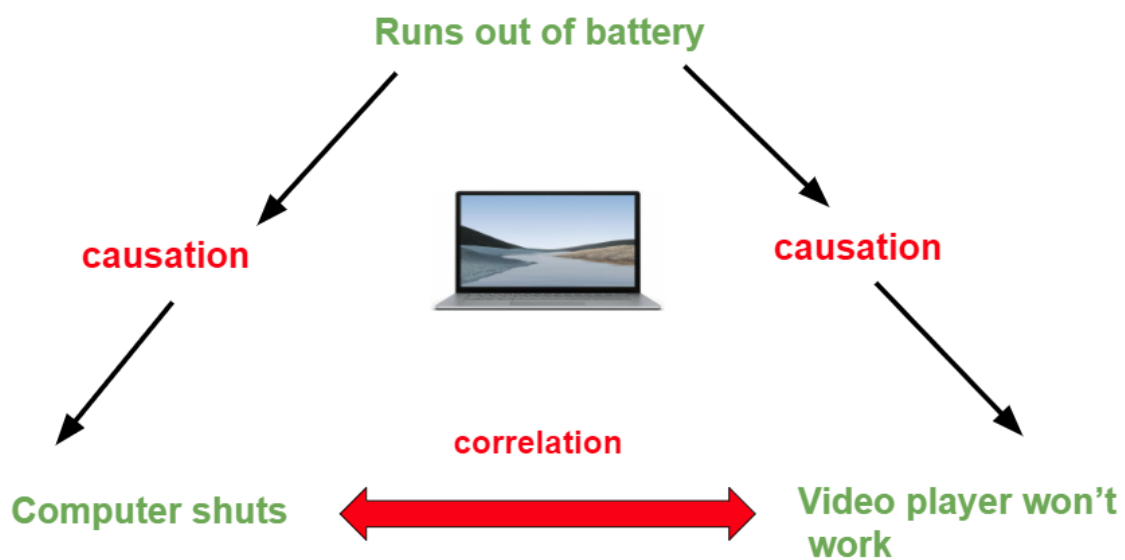 Runs out of battery
causation
causation
correlation
Computer shuts
Video player won’t
work